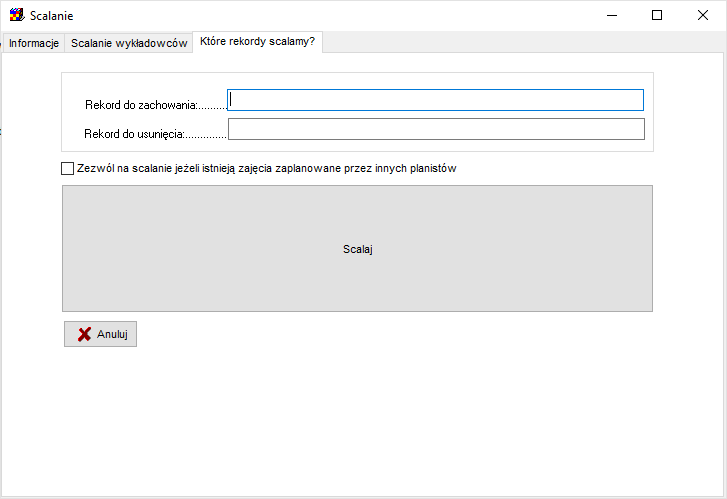 Scalanie
Informacje Scalanie wykładowców Które rekordy scalamy?
Rekord do zachowania:..........
Rekord do usunięcia:..............
Zezwól na scalanie jeżeli istnieją zajęcia zaplanowane przez innych planistów
Scalaj
Anuluj